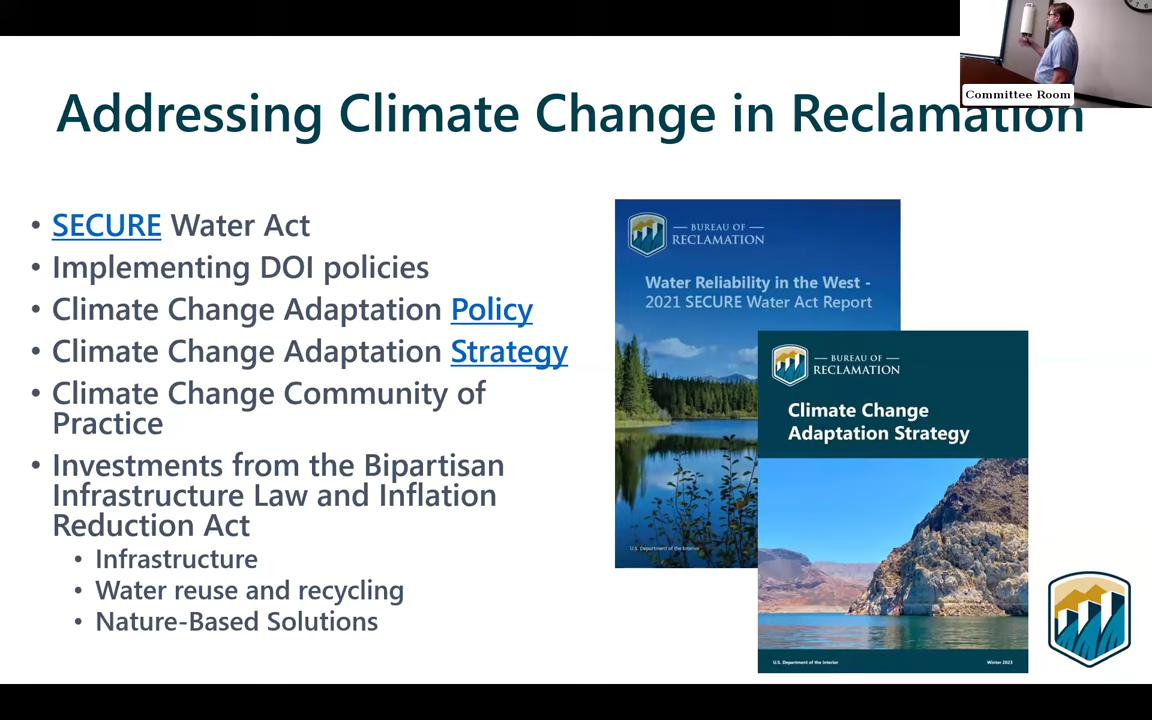 Committee Room
Addressing Climate Change in Reclamation
• SECURE Water Act
• Implementing DOI policies
• Climate Change Adaptation Policy
• Climate Change Adaptation Strategy
• Climate Change Community of
Practice
• Investments from the Bipartisan
Infrastructure Law and Inflation
Reduction Act
• Infrastructure
• Water reuse and recycling
• Nature-Based Solutions
BUREAU OF
RECLAMATION
Water Reliability in the West -
2021 SECURE Water Act Report
U.S. Department of the Interior
BUREAU OF
RECLAMATION
Climate Change
Adaptation Strategy
U.S. Department of the Interior
Winter 2023